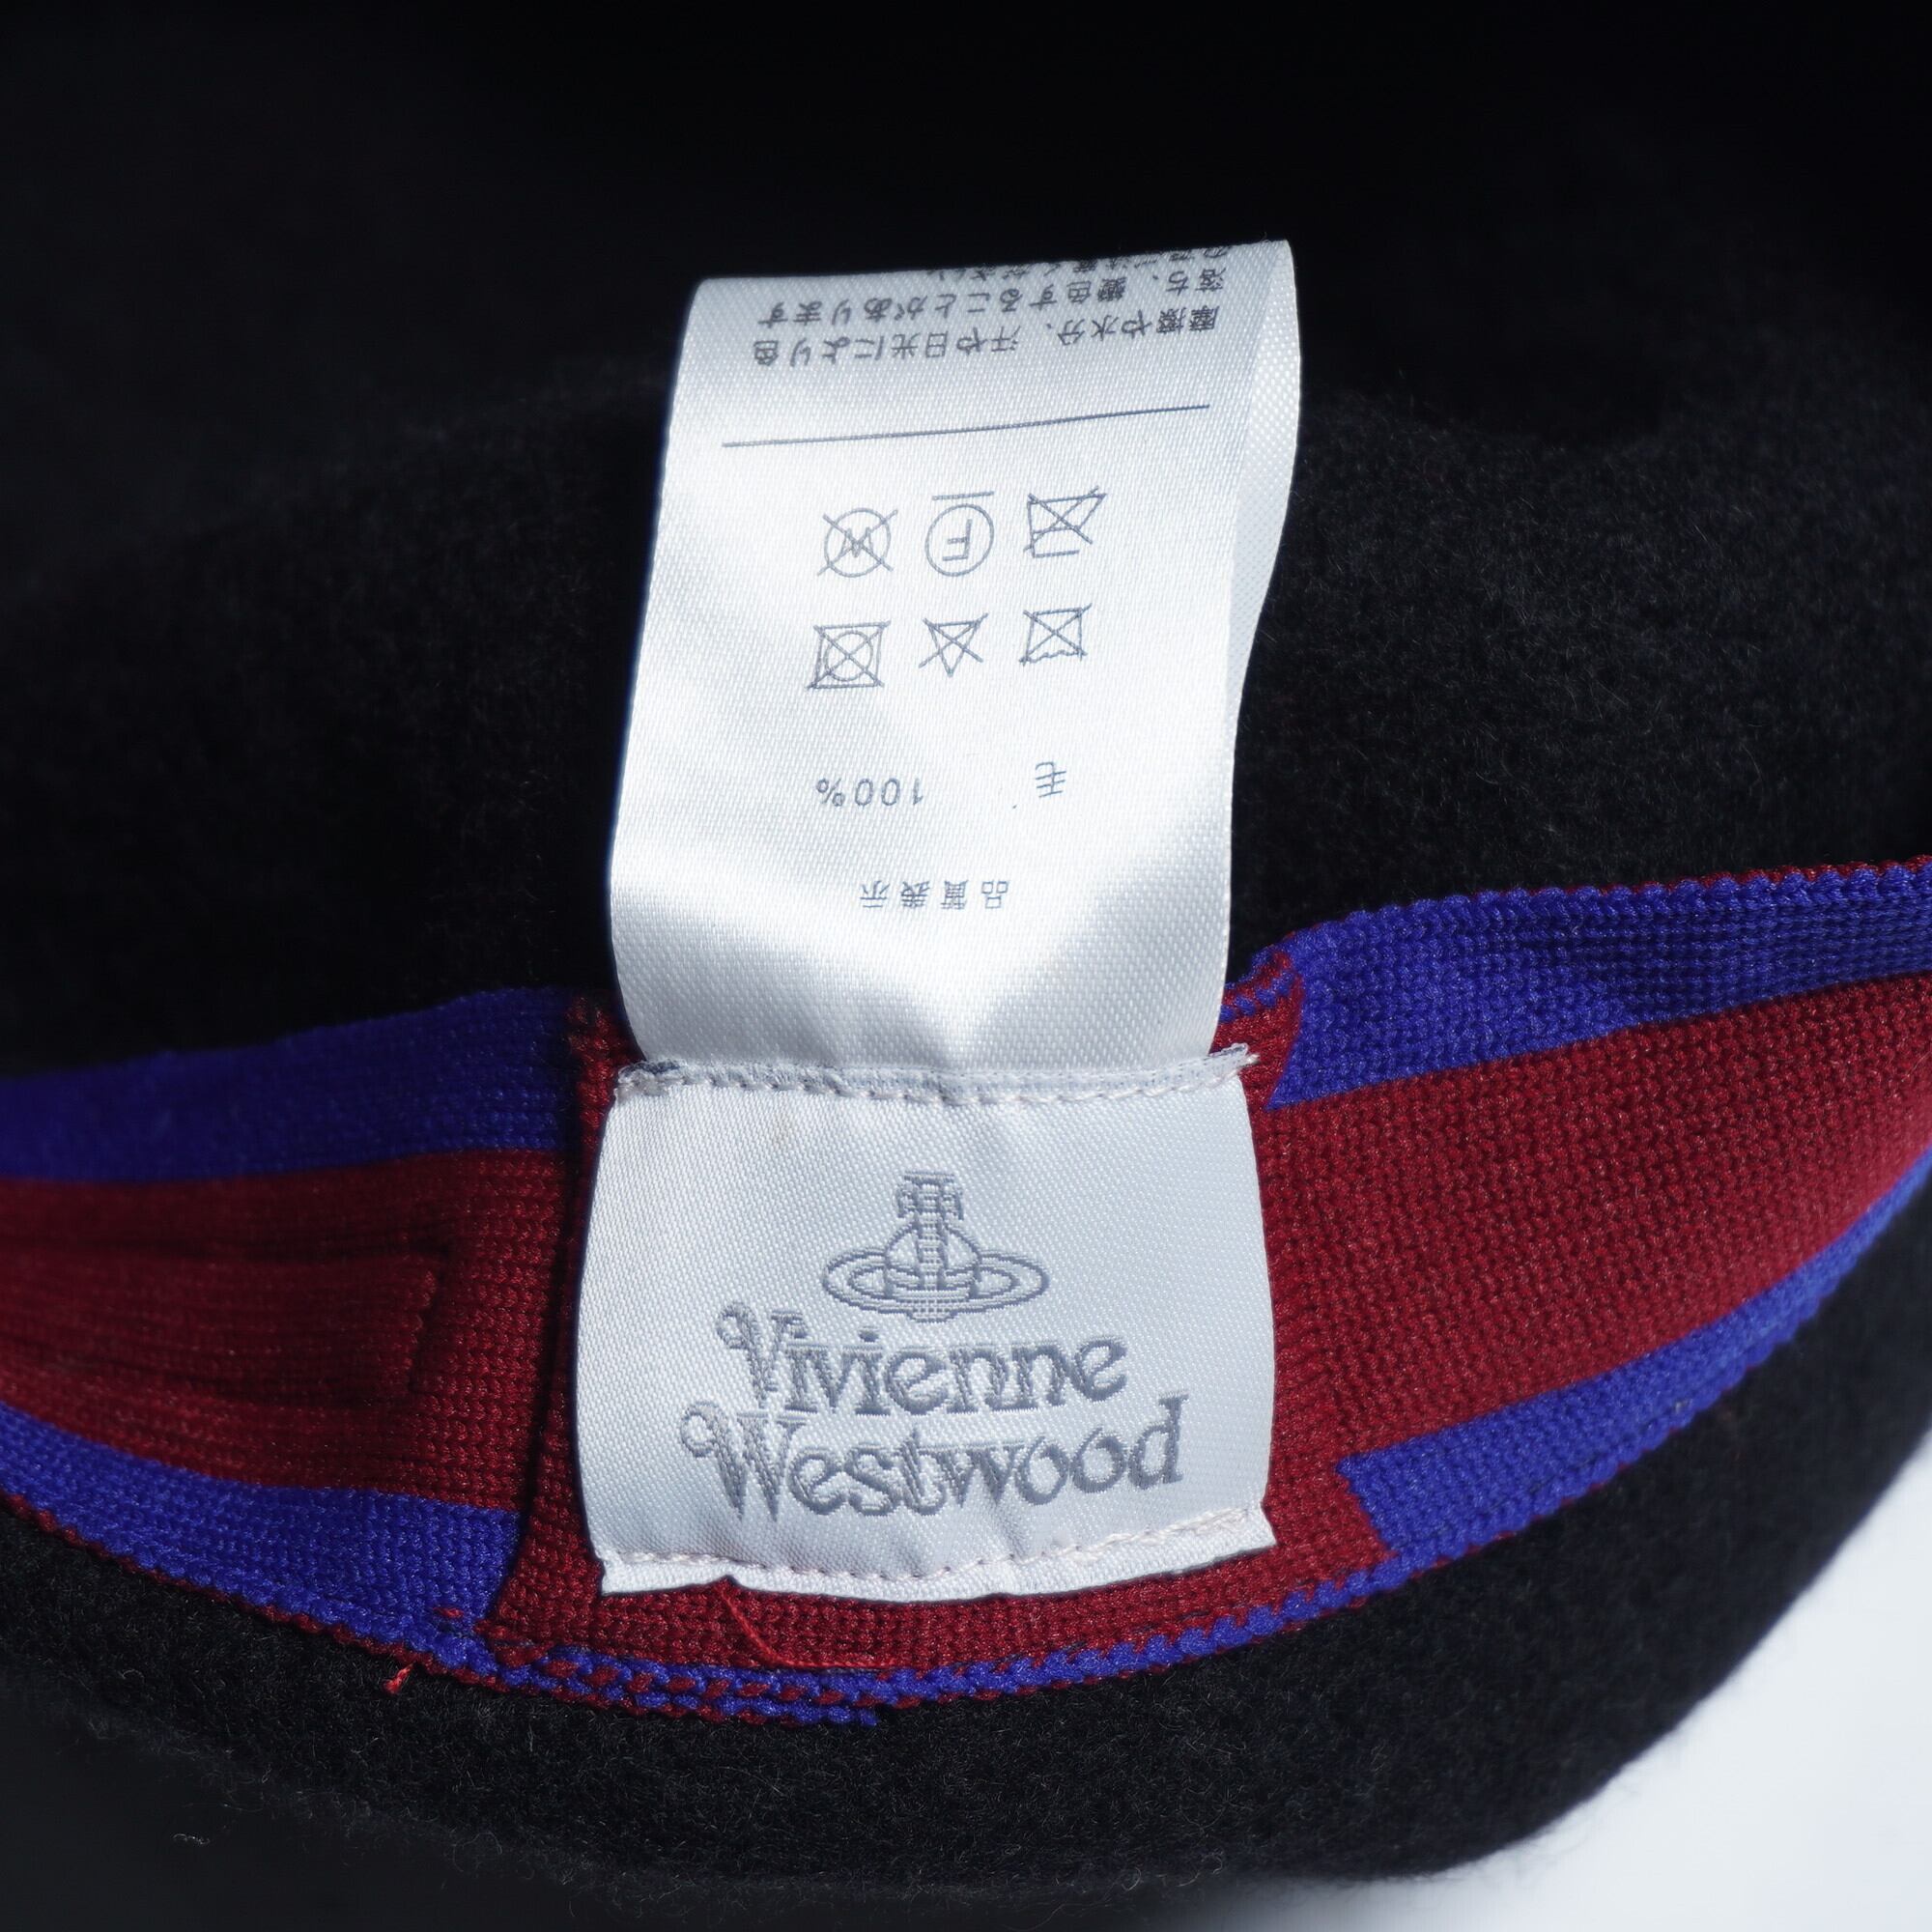 品質表示
毛 100%
F W
摩擦や水分、汗や日光により色
落ち、變色することがあります
Vivienne
Westwood